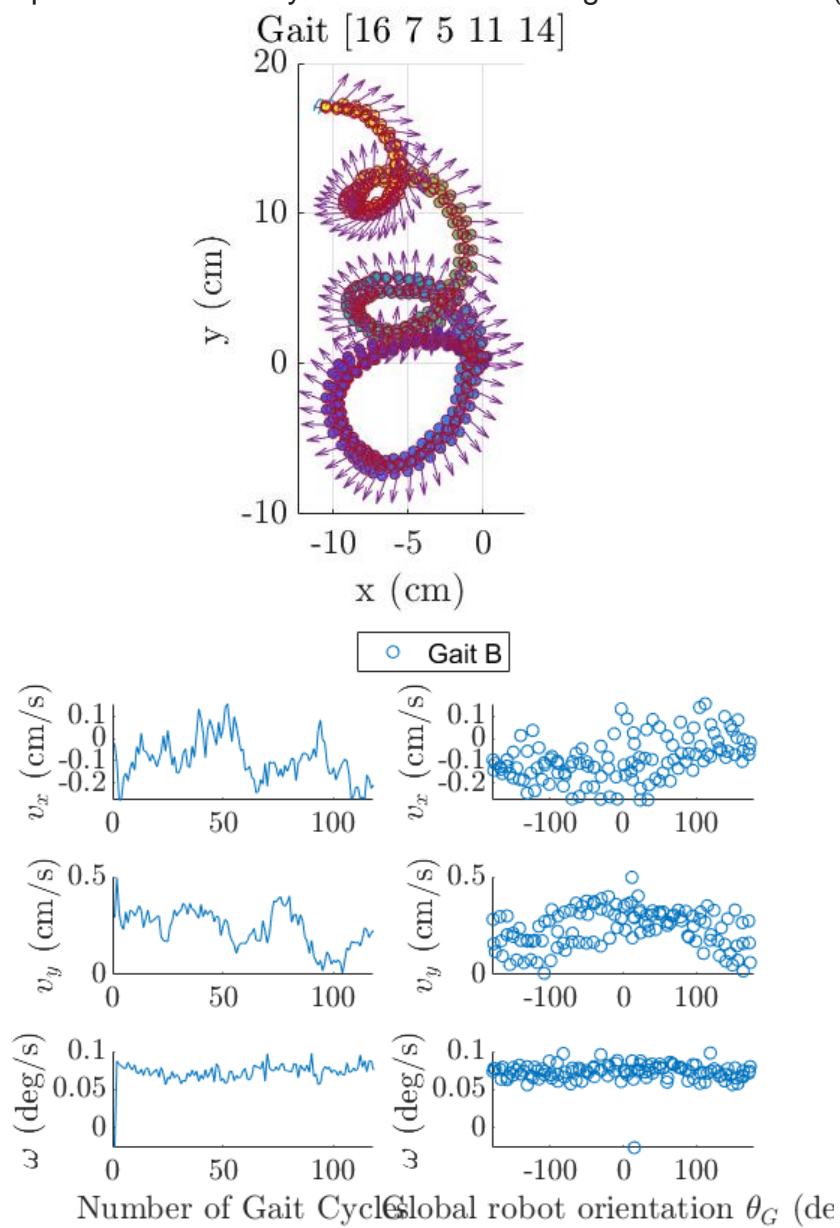 Gait [16 7 5 11 14]
20
10
0
-10
y (cm)
-10 -5 0
x (cm)
Gait B
v_x (cm/s)
0.1
0
-0.1
-0.2
0 50 100
v_x (cm/s)
0.1
0
-0.1
-0.2
-100 0 100
v_y (cm/s)
0.5
0
0 50 100
v_y (cm/s)
0.5
0
-100 0 100
ω (deg/s)
0.1
0.05
0
0 50 100
ω (deg/s)
0.1
0.05
0
-100 0 100
Number of Gait Cycles
Global robot orientation θ_G (de